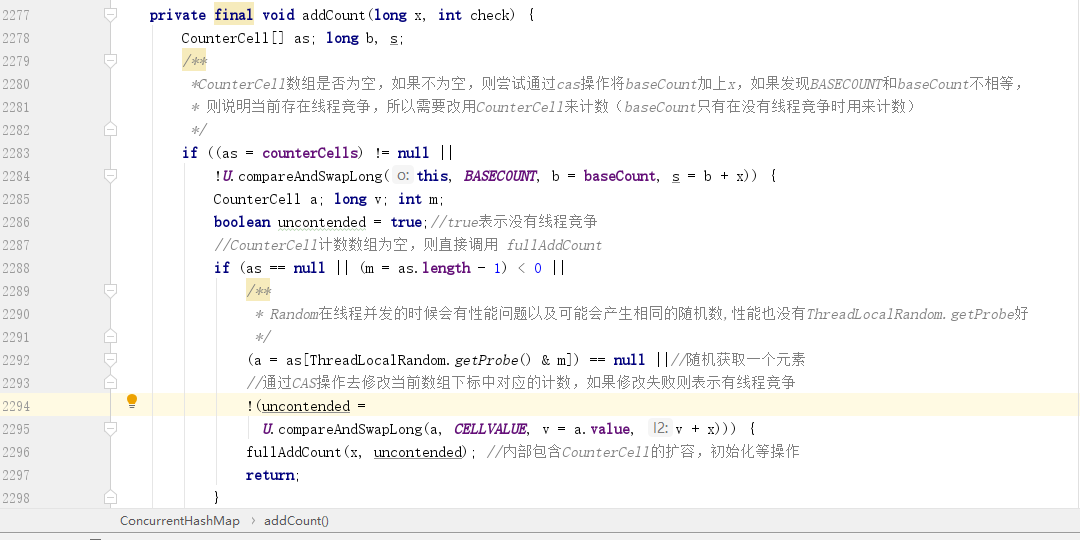 2277 private final void addCount(long x, int check) {
2278 CounterCell[] as; long b, s;
2279 /**
2280 *CounterCell数组是否为空，如果不为空，则尝试通过cas操作将baseCount加上x，如果发现BASECOUNT和baseCount不相等，
2281 * 则说明当前存在线程竞争，所以需要改用CounterCell来计数（baseCount只有在没有线程竞争时用来计数）
2282 */
2283 if ((as = counterCells) != null ||
2284 !U.compareAndSwapLong( o: this, BASECOUNT, b = baseCount, s = b + x)) {
2285 CounterCell a; long v; int m;
2286 boolean uncontended = true;//true表示没有线程竞争
2287 //CounterCell计数数组为空，则直接调用 fullAddCount
2288 if (as == null || (m = as.length - 1) < 0 ||
2289 /**
2290 * Random在线程并发的时候会有性能问题以及可能会产生相同的随机数,性能也没有ThreadLocalRandom.getProbe好
2291 */
2292 (a = as[ThreadLocalRandom.getProbe() & m]) == null ||//随机获取一个元素
2293 //通过CAS操作去修改当前数组下标中对应的计数，如果修改失败则表示有线程竞争
2294 !(uncontended =
2295 U.compareAndSwapLong(a, CELLVALUE, v = a.value, l2: v + x))) {
2296 fullAddCount(x, uncontended); //内部包含CounterCell的扩容，初始化等操作
2297 return;
2298 }
ConcurrentHashMap › addCount()